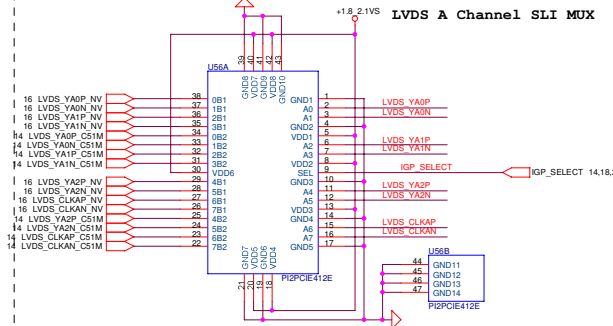 +1.8_2.1VS
LVDS A Channel SLI MUX
U56A
39 40 41 42 43
GND8 VDD7 GND9 VDD8 GND10
16 LVDS_YA0P_NV 38 0B1
16 LVDS_YA0N_NV 37 1B1
16 LVDS_YA1P_NV 36 2B1
16 LVDS_YA1N_NV 35 3B1
14 LVDS_YA0P_C51M 34 0B2
14 LVDS_YA0N_C51M 33 1B2
14 LVDS_YA1P_C51M 32 2B2
14 LVDS_YA1N_C51M 31 3B2
30 VDD6
16 LVDS_YA2P_NV 29 4B1
16 LVDS_YA2N_NV 28 5B1
16 LVDS_CLKAP_NV 27 6B1
16 LVDS_CLKAN_NV 26 7B1
14 LVDS_YA2P_C51M 25 4B2
14 LVDS_YA2N_C51M 24 5B2
14 LVDS_CLKAP_C51M 23 6B2
14 LVDS_CLKAN_C51M 22 7B2
GND1 1
A0 2 LVDS_YA0P
A1 3 LVDS_YA0N
GND2 4
VDD1 5
A2 6 LVDS_YA1P
A3 7 LVDS_YA1N
VDD2 8
SEL 9 IGP_SELECT
IGP_SELECT 14,18,
GND3 10
A4 11 LVDS_YA2P
A5 12 LVDS_YA2N
VDD3 13
GND4 14
A6 15 LVDS_CLKAP
A7 16 LVDS_CLKAN
GND5 17
GND7 VDD5 GND6 VDD4
21 20 19 18
PI2PCIE412E
U56B
44 GND11
45 GND12
46 GND13
47 GND14
PI2PCIE412E